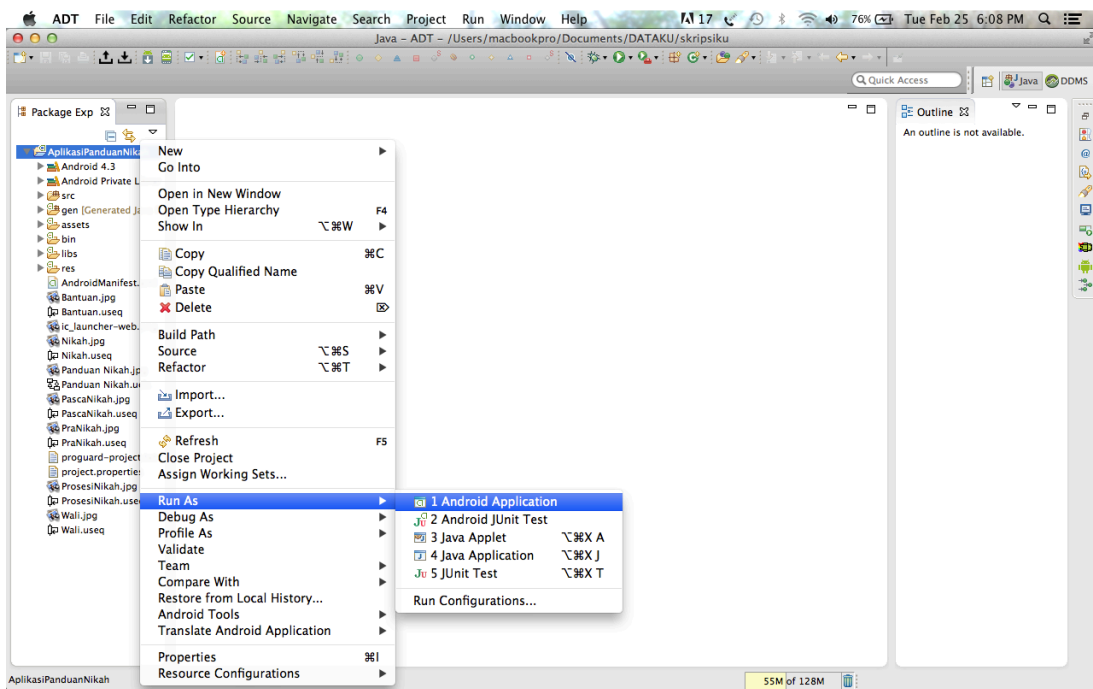 ADT File Edit Refactor Source Navigate Search Project Run Window Help 17 76% Tue Feb 25 6:08 PM
Java – ADT – /Users/macbookpro/Documents/DATAKU/skripsiku
Quick Access Java DDMS
Package Exp
Outline
An outline is not available.
AplikasiPanduanNik
Android 4.3
Android Private L
src
gen [Generated Ja
assets
bin
libs
res
AndroidManifest.
Bantuan.jpg
Bantuan.useq
ic_launcher-web.
Nikah.jpg
Nikah.useq
Panduan Nikah.jp
Panduan Nikah.u
PascaNikah.jpg
PascaNikah.useq
PraNikah.jpg
PraNikah.useq
proguard-project
project.propertie
ProsesiNikah.jpg
ProsesiNikah.use
Wali.jpg
Wali.useq
New
Go Into
Open in New Window
Open Type Hierarchy F4
Show In ⌥⌘W
Copy ⌘C
Copy Qualified Name
Paste ⌘V
Delete ⌦
Build Path
Source ⌥⌘S
Refactor ⌥⌘T
Import...
Export...
Refresh F5
Close Project
Assign Working Sets...
Run As
Debug As
Profile As
Validate
Team
Compare With
Restore from Local History...
Android Tools
Translate Android Application
Properties ⌘I
Resource Configurations
1 Android Application
2 Android JUnit Test
3 Java Applet ⌥⌘X A
4 Java Application ⌥⌘X J
5 JUnit Test ⌥⌘X T
Run Configurations...
AplikasiPanduanNikah
55M of 128M